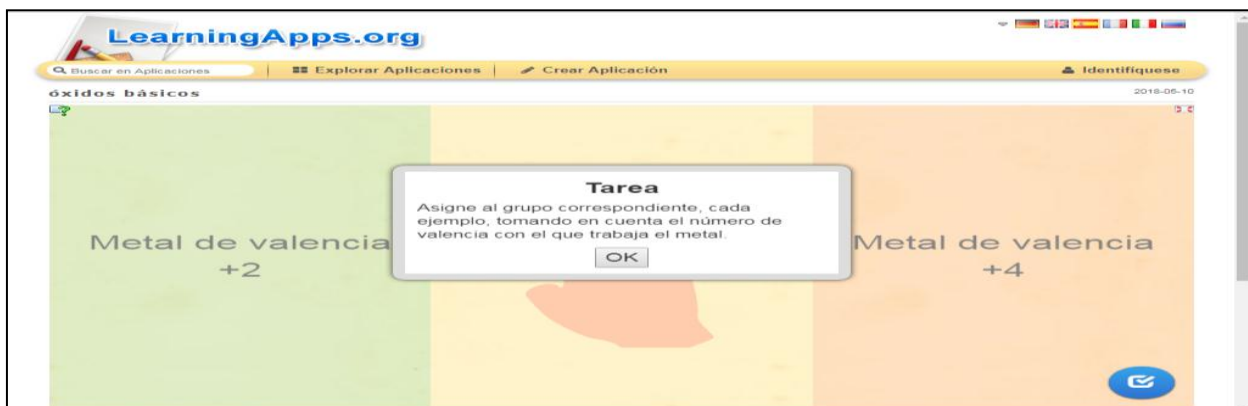 LearningApps.org
Buscar en Aplicaciones
Explorar Aplicaciones
Crear Aplicación
Identifíquese
óxidos básicos
2018-05-10
Tarea
Asigne al grupo correspondiente, cada
ejemplo, tomando en cuenta el número de
valencia con el que trabaja el metal.
OK
Metal de valencia
+2
Metal de valencia
+4